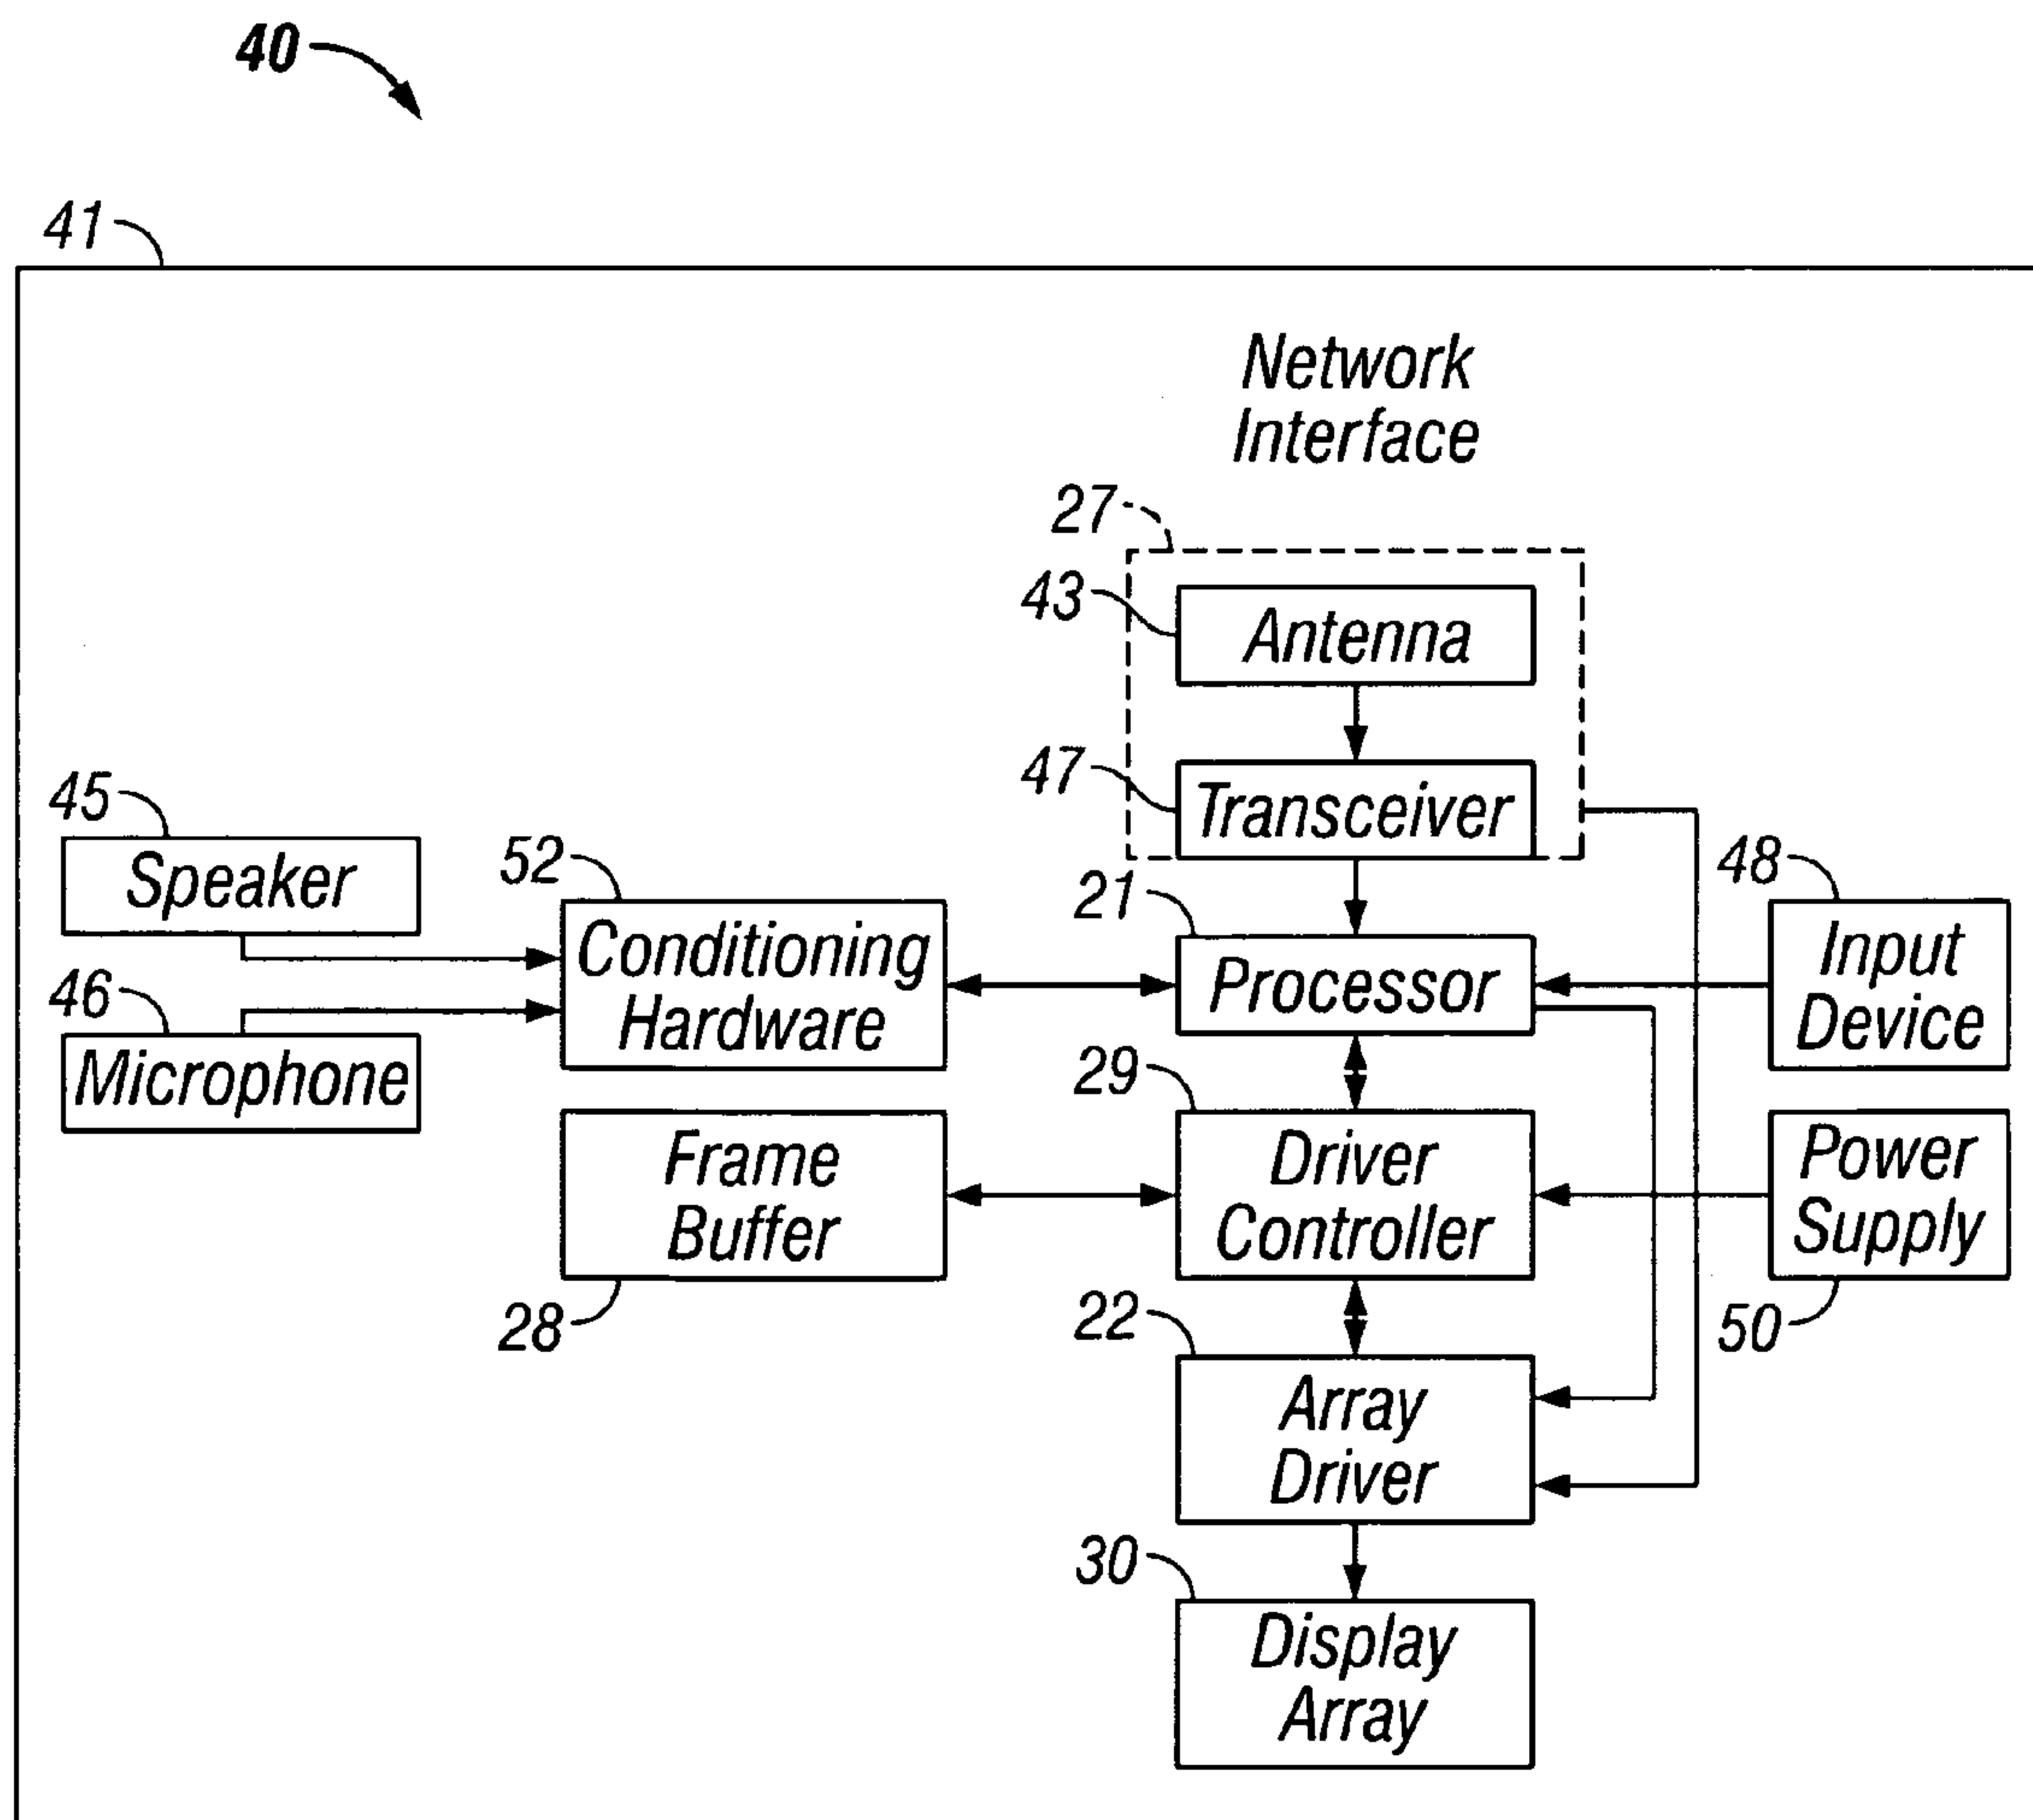 40
41
Network
Interface
27
43
Antenna
47
Transceiver
45
Speaker
52
Conditioning
Hardware
21
Processor
48
Input
Device
46
Microphone
29
Driver
Controller
Frame
Buffer
28
Power
Supply
50
22
Array
Driver
30
Display
Array